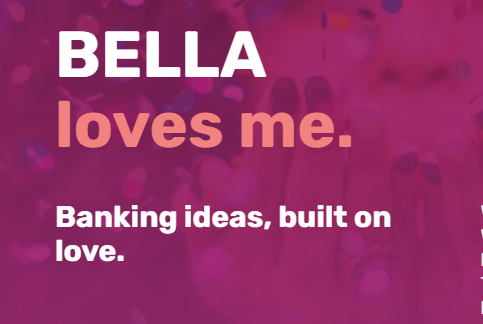 BELLA
loves me.
Banking ideas, built on
love.